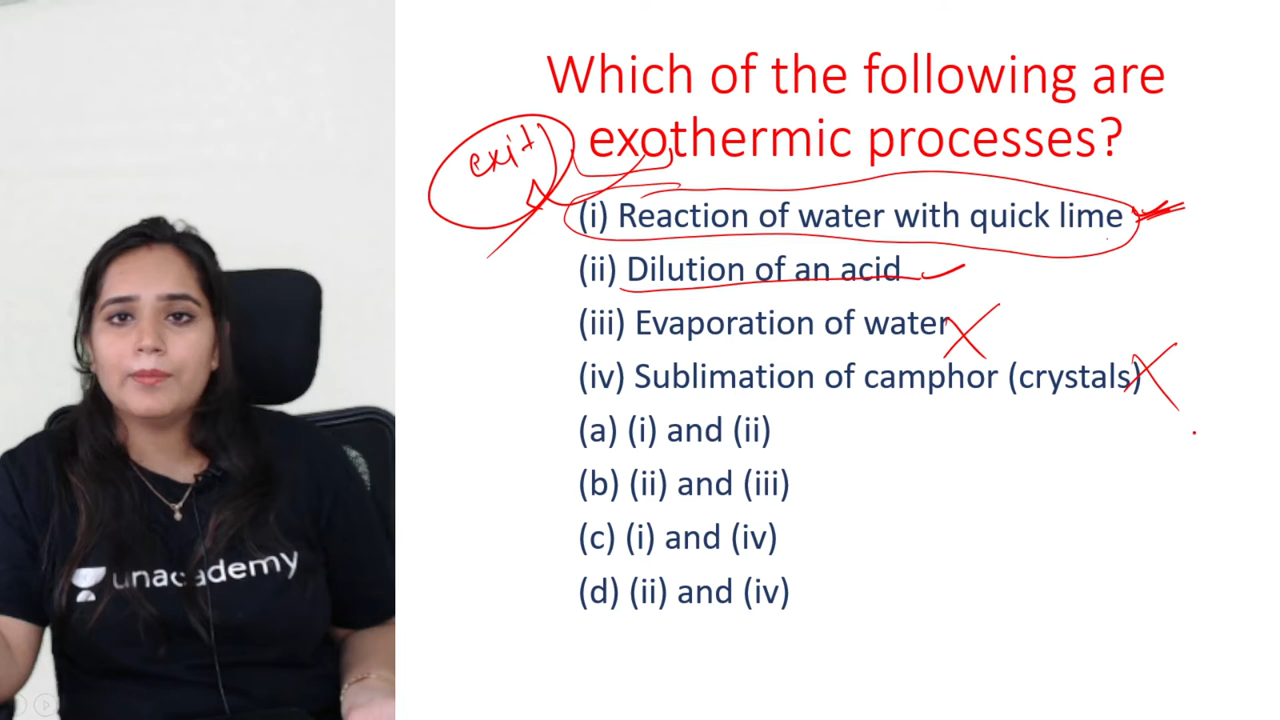 Which of the following are
exothermic processes?
exit
(i) Reaction of water with quick lime
(ii) Dilution of an acid
(iii) Evaporation of water
(iv) Sublimation of camphor (crystals)
(a) (i) and (ii)
(b) (ii) and (iii)
(c) (i) and (iv)
(d) (ii) and (iv)
unacademy